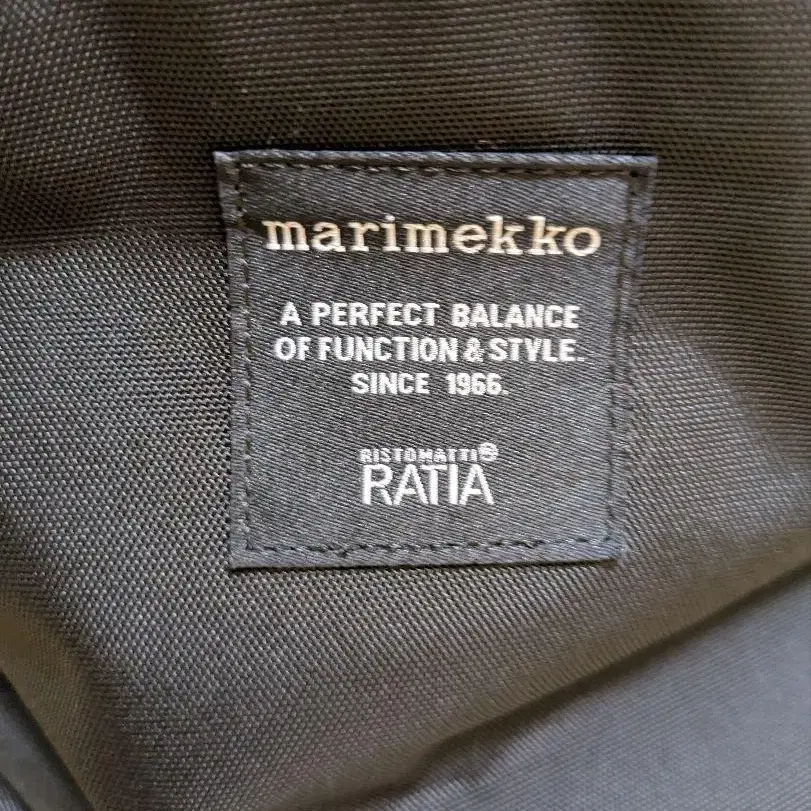 marimekko
A PERFECT BALANCE
OF FUNCTION & STYLE.
SINCE 1966.
RISTOMATTI
RATIA